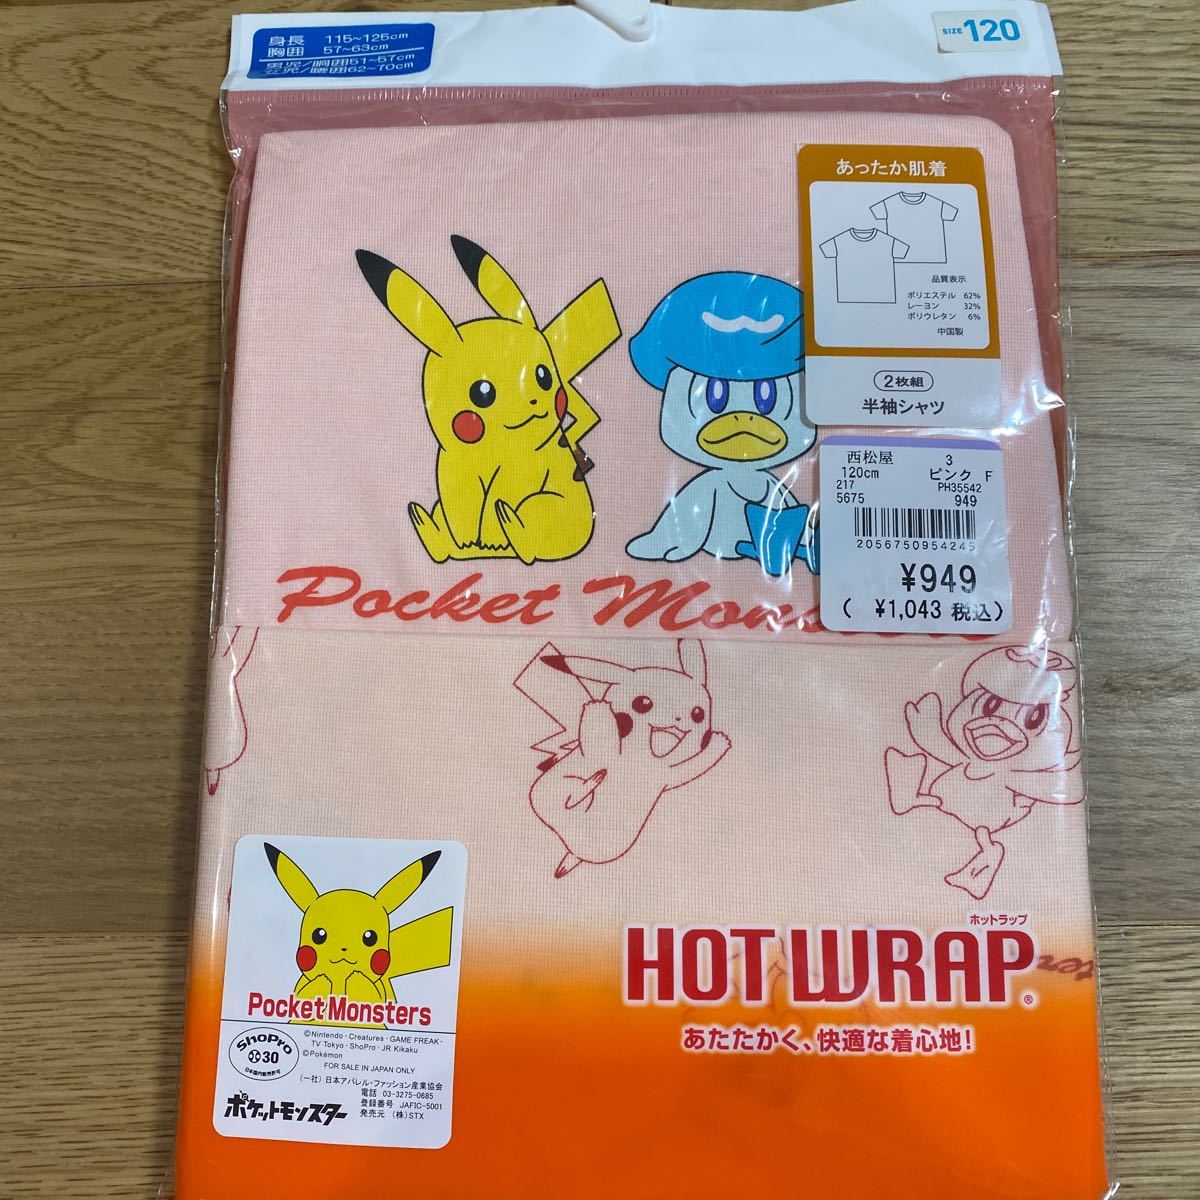 身長 115~125cm
胸囲 57~63cm
男児/胸囲51~57cm
女児/腰囲62~70cm
SIZE 120
あったか肌着
品質表示
ポリエステル 62%
レーヨン 32%
ポリウレタン 6%
中国製
2枚組
半袖シャツ
西松屋 3
120cm ピンク F
217 PH35542
5675 949
2056750954245
¥949
( ¥1,043 税込)
Pocket Mons
ホットラップ
HOT WRAP®
あたたかく、快適な着心地!
Pocket Monsters
©Nintendo・Creatures・GAME FREAK・
TV Tokyo・ShoPro・JR Kikaku
©Pokémon
FOR SALE IN JAPAN ONLY
ShoPro
30
日本国内販売許可
(一社) 日本アパレル・ファッション産業協会
電話 03-3275-0685
登録番号 JAFIC-5001
発売元 (株)STX
ポケットモンスター